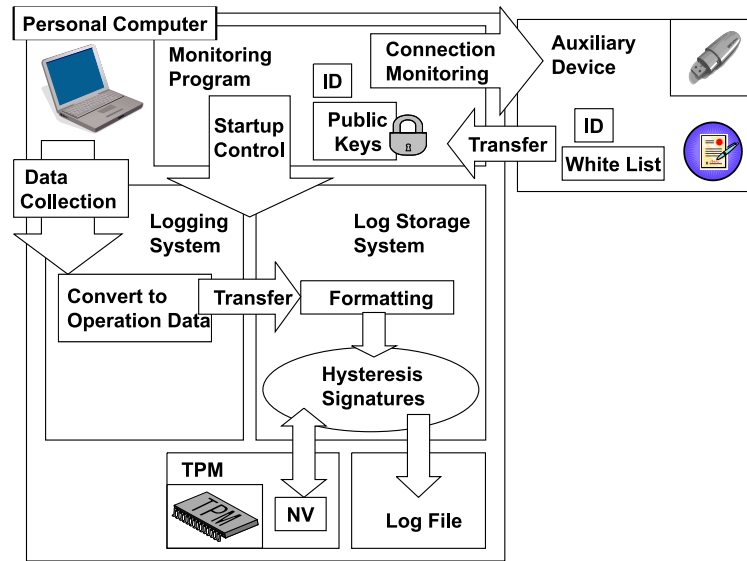 Personal Computer
Monitoring
Program
ID
Connection
Monitoring
Auxiliary
Device
Startup
Control
Public
Keys
Transfer
ID
White List
Data
Collection
Logging
System
Log Storage
System
Convert to
Operation Data
Transfer
Formatting
Hysteresis
Signatures
TPM
TPM
NV
Log File